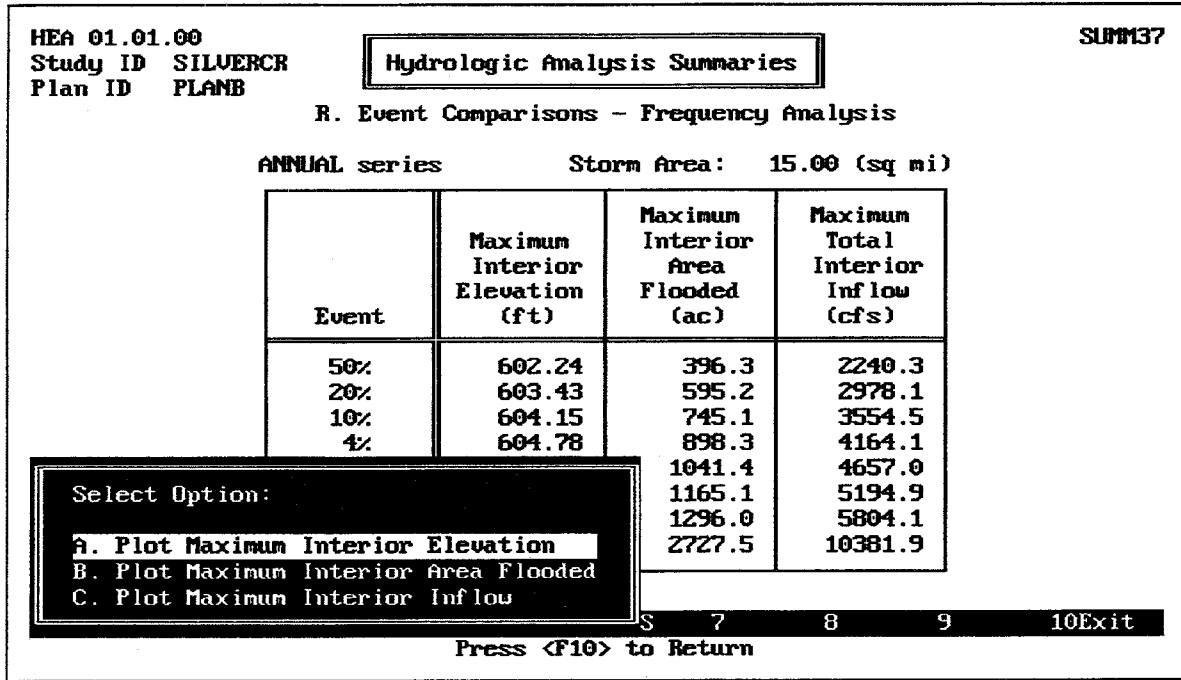 HEA 01.01.00 SUMM37
Study ID SILVERCR Hydrologic Analysis Summaries
Plan ID PLANB
R. Event Comparisons – Frequency Analysis
ANNUAL series Storm Area: 15.00 (sq mi)
Maximum Maximum
Maximum Interior Total
Interior Area Interior
Elevation Flooded Inflow
Event (ft) (ac) (cfs)
50% 602.24 396.3 2240.3
20% 603.43 595.2 2978.1
10% 604.15 745.1 3554.5
4% 604.78 898.3 4164.1
1041.4 4657.0
Select Option: 1165.1 5194.9
1296.0 5804.1
A. Plot Maximum Interior Elevation 2727.5 10381.9
B. Plot Maximum Interior Area Flooded
C. Plot Maximum Interior Inflow
S 7 8 9 10Exit
Press <F10> to Return